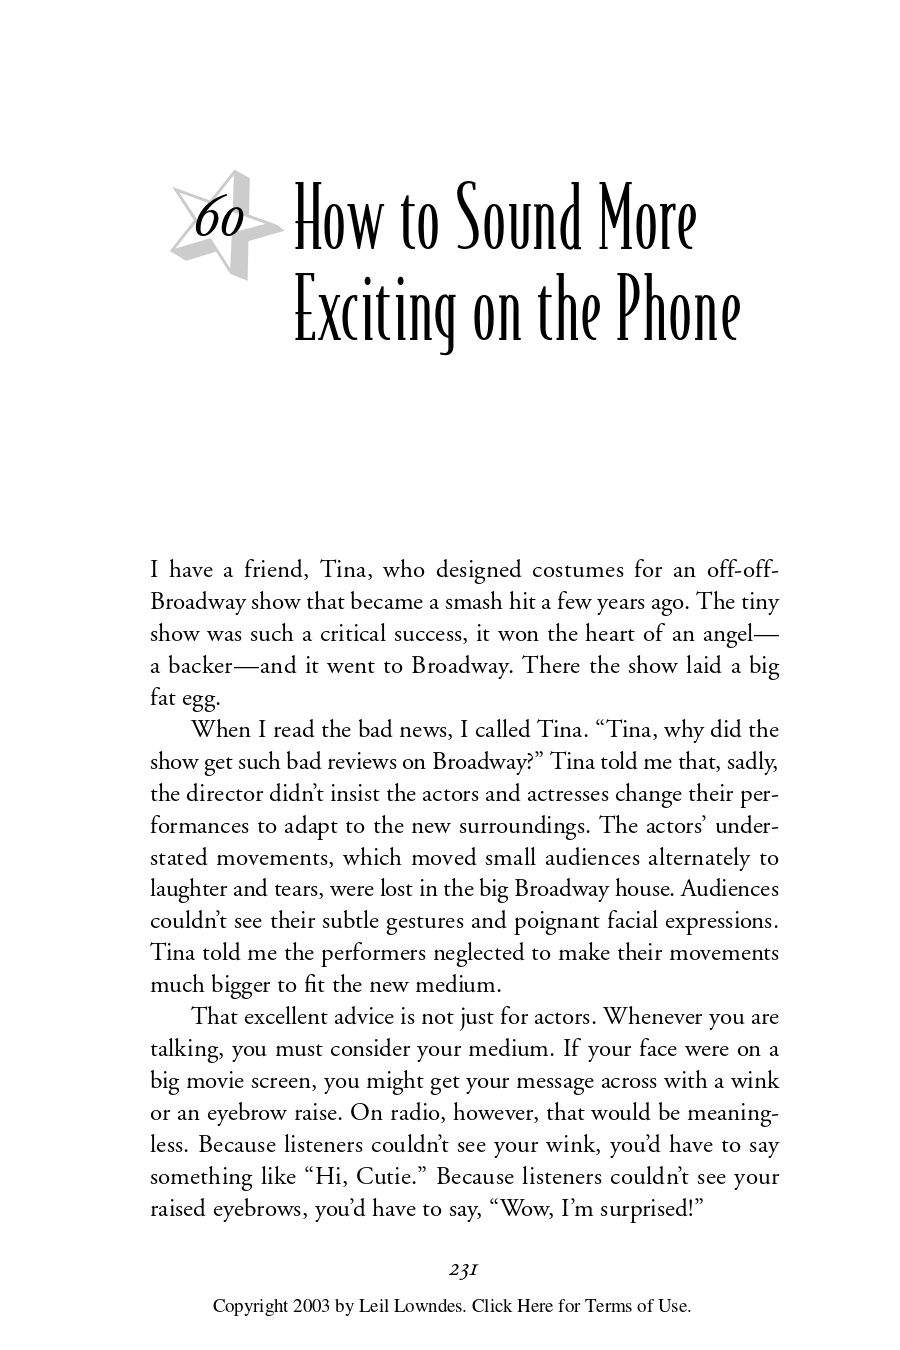 60
How to Sound More
Exciting on the Phone
I have a friend, Tina, who designed costumes for an off-off-
Broadway show that became a smash hit a few years ago. The tiny
show was such a critical success, it won the heart of an angel—
a backer—and it went to Broadway. There the show laid a big
fat egg.
When I read the bad news, I called Tina. “Tina, why did the
show get such bad reviews on Broadway?” Tina told me that, sadly,
the director didn’t insist the actors and actresses change their per-
formances to adapt to the new surroundings. The actors’ under-
stated movements, which moved small audiences alternately to
laughter and tears, were lost in the big Broadway house. Audiences
couldn’t see their subtle gestures and poignant facial expressions.
Tina told me the performers neglected to make their movements
much bigger to fit the new medium.
That excellent advice is not just for actors. Whenever you are
talking, you must consider your medium. If your face were on a
big movie screen, you might get your message across with a wink
or an eyebrow raise. On radio, however, that would be meaning-
less. Because listeners couldn’t see your wink, you’d have to say
something like “Hi, Cutie.” Because listeners couldn’t see your
raised eyebrows, you’d have to say, “Wow, I’m surprised!”
231
Copyright 2003 by Leil Lowndes. Click Here for Terms of Use.